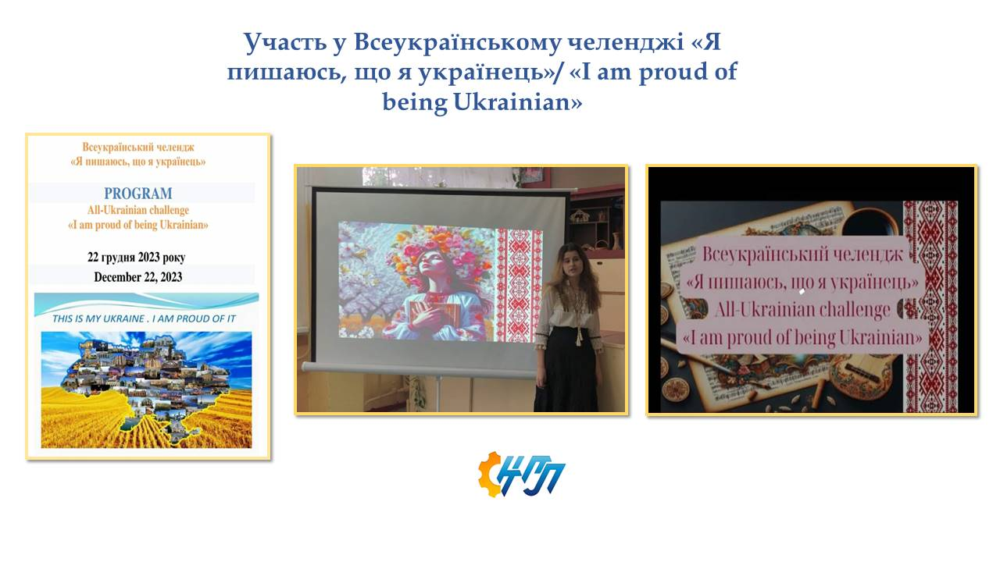 Участь у Всеукраїнському челенджі «Я
пишаюсь, що я українець»/ «I am proud of
being Ukrainian»
Всеукраїнський челендж
«Я пишаюсь, що я українець»
PROGRAM
All-Ukrainian challenge
«I am proud of being Ukrainian»
22 грудня 2023 року
December 22, 2023
THIS IS MY UKRAINE . I AM PROUD OF IT
Всеукраїнський челендж
«Я пишаюсь, що я українець»
All-Ukrainian challenge
«I am proud of being Ukrainian»